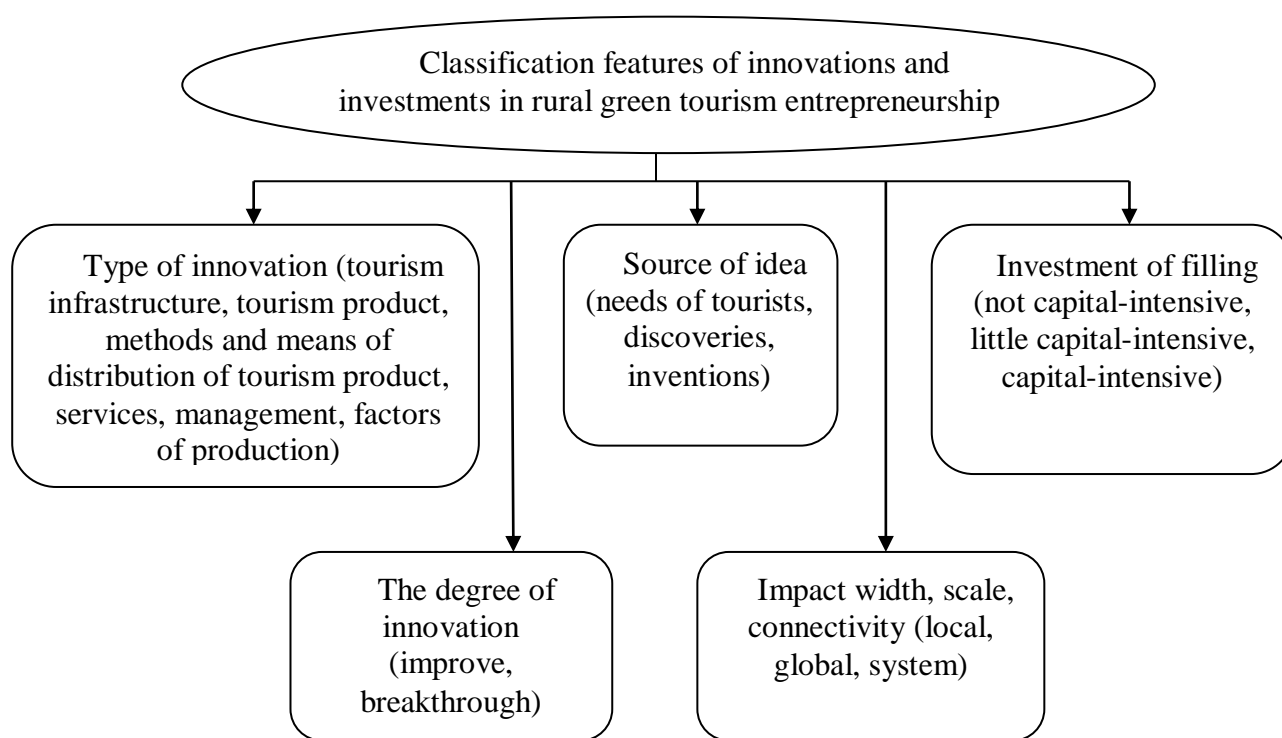 Classification features of innovations and
investments in rural green tourism entrepreneurship
Type of innovation (tourism
infrastructure, tourism product,
methods and means of
distribution of tourism product,
services, management, factors
of production)
Source of idea
(needs of tourists,
discoveries,
inventions)
Investment of filling
(not capital-intensive,
little capital-intensive,
capital-intensive)
The degree of
innovation
(improve,
breakthrough)
Impact width, scale,
connectivity (local,
global, system)